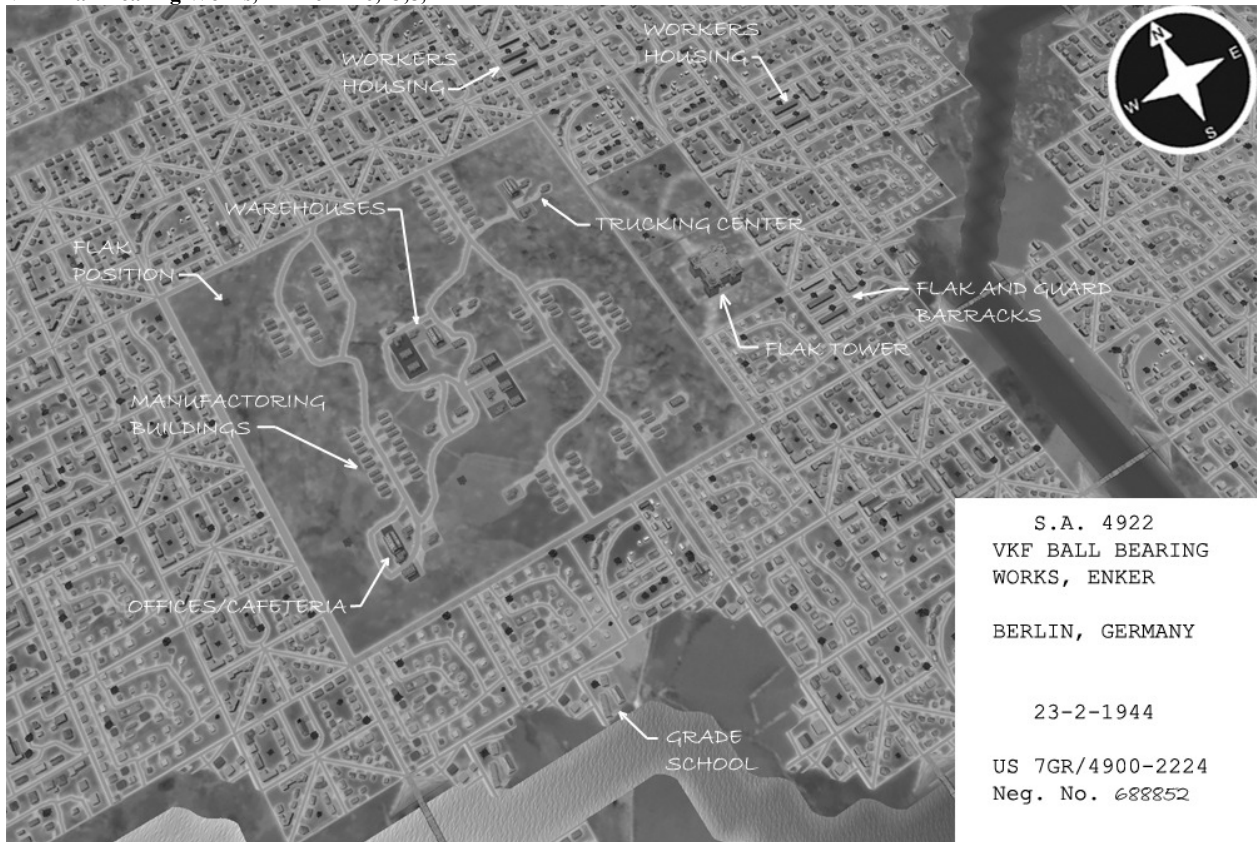 WORKERS
HOUSING
WORKERS
HOUSING
N
E
W
S
WAREHOUSES
TRUCKING CENTER
FLAK
POSITION
FLAK AND GUARD
BARRACKS
FLAK TOWER
MANUFACTORING
BUILDINGS
OFFICES/CAFETERIA
GRADE
SCHOOL
S.A. 4922
VKF BALL BEARING
WORKS, ENKER
BERLIN, GERMANY
23-2-1944
US 7GR/4900-2224
Neg. No. 688852